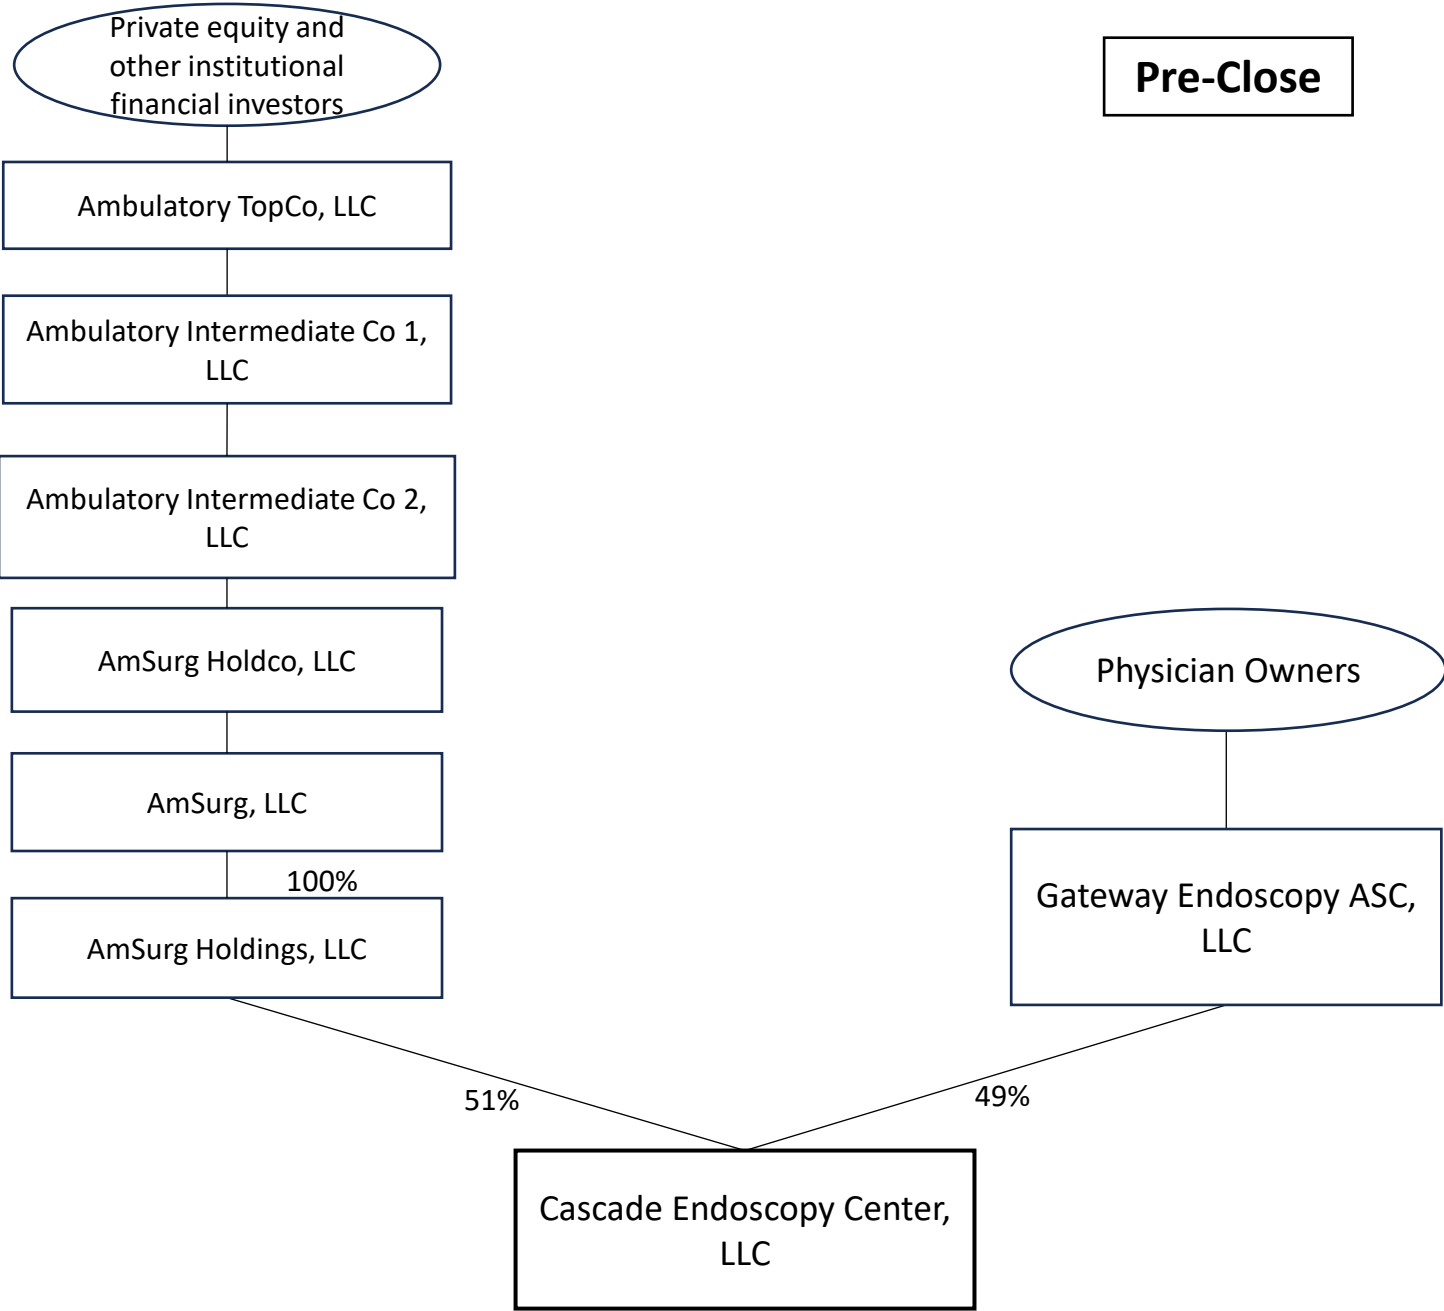 Private equity and
other institutional
financial investors
Pre-Close
Ambulatory TopCo, LLC
Ambulatory Intermediate Co 1,
LLC
Ambulatory Intermediate Co 2,
LLC
AmSurg Holdco, LLC
Physician Owners
AmSurg, LLC
100%
Gateway Endoscopy ASC,
LLC
AmSurg Holdings, LLC
51%
49%
Cascade Endoscopy Center,
LLC